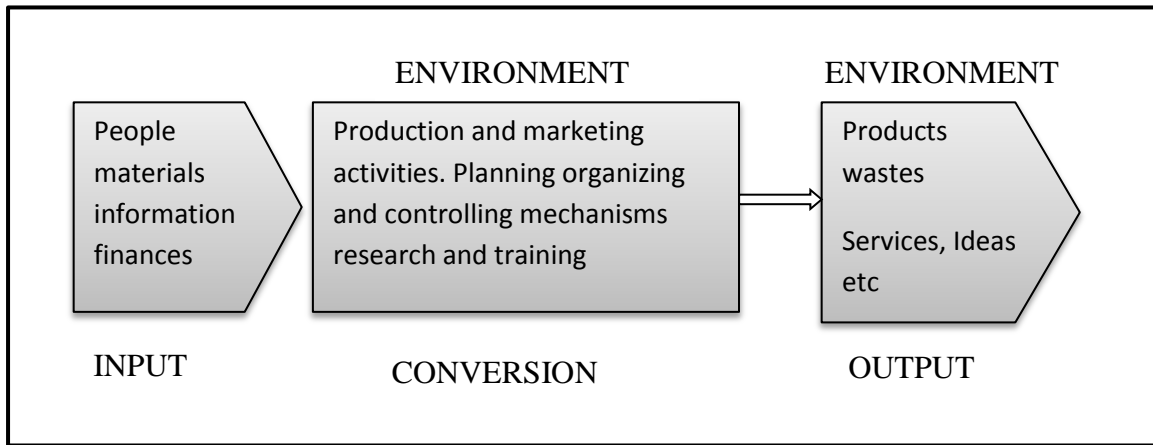 ENVIRONMENT
ENVIRONMENT
People
materials
information
finances
Production and marketing
activities. Planning organizing
and controlling mechanisms
research and training
Products
wastes
Services, Ideas
etc
INPUT
CONVERSION
OUTPUT